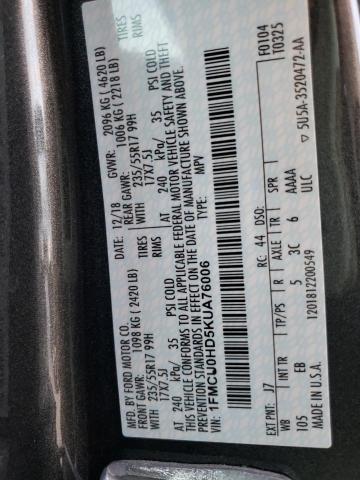 MFD. BY FORD MOTOR CO.
DATE: 12/18 GVWR: 2096 KG (4620 LB)
FRONT GAWR: 1098 KG (2420 LB) REAR GAWR: 1006 KG (2218 LB)
WITH 235/55R17 99H TIRES WITH 235/55R17 99H TIRES
17X7.5J RIMS 17X7.5J RIMS
AT 240 kPa/ 35 PSI COLD AT 240 kPa/ 35 PSI COLD
THIS VEHICLE CONFORMS TO ALL APPLICABLE FEDERAL MOTOR VEHICLE SAFETY AND THEFT
PREVENTION STANDARDS IN EFFECT ON THE DATE OF MANUFACTURE SHOWN ABOVE.
VIN: 1FMCU0HD5KUA76006 F0104
TYPE: MPV T0325
EXT PNT: J7 RC: 44 DSO:
WB INT TR TP/PS R AXLE TR SPR
105 EB 5 3C 6 AAAA
MADE IN U.S.A. 1201812200549 ULC ▽ 5U5A-3520472-AA